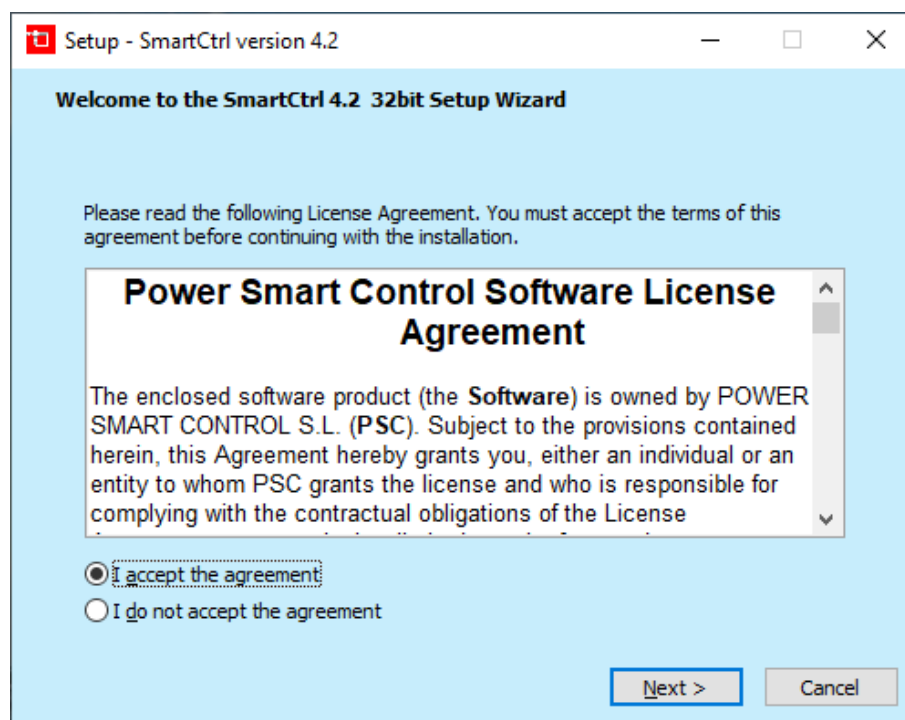 Setup - SmartCtrl version 4.2
Welcome to the SmartCtrl 4.2  32bit Setup Wizard
Please read the following License Agreement. You must accept the terms of this
agreement before continuing with the installation.
Power Smart Control Software License
Agreement
The enclosed software product (the Software) is owned by POWER
SMART CONTROL S.L. (PSC). Subject to the provisions contained
herein, this Agreement hereby grants you, either an individual or an
entity to whom PSC grants the license and who is responsible for
complying with the contractual obligations of the License
I accept the agreement
I do not accept the agreement
Next >
Cancel